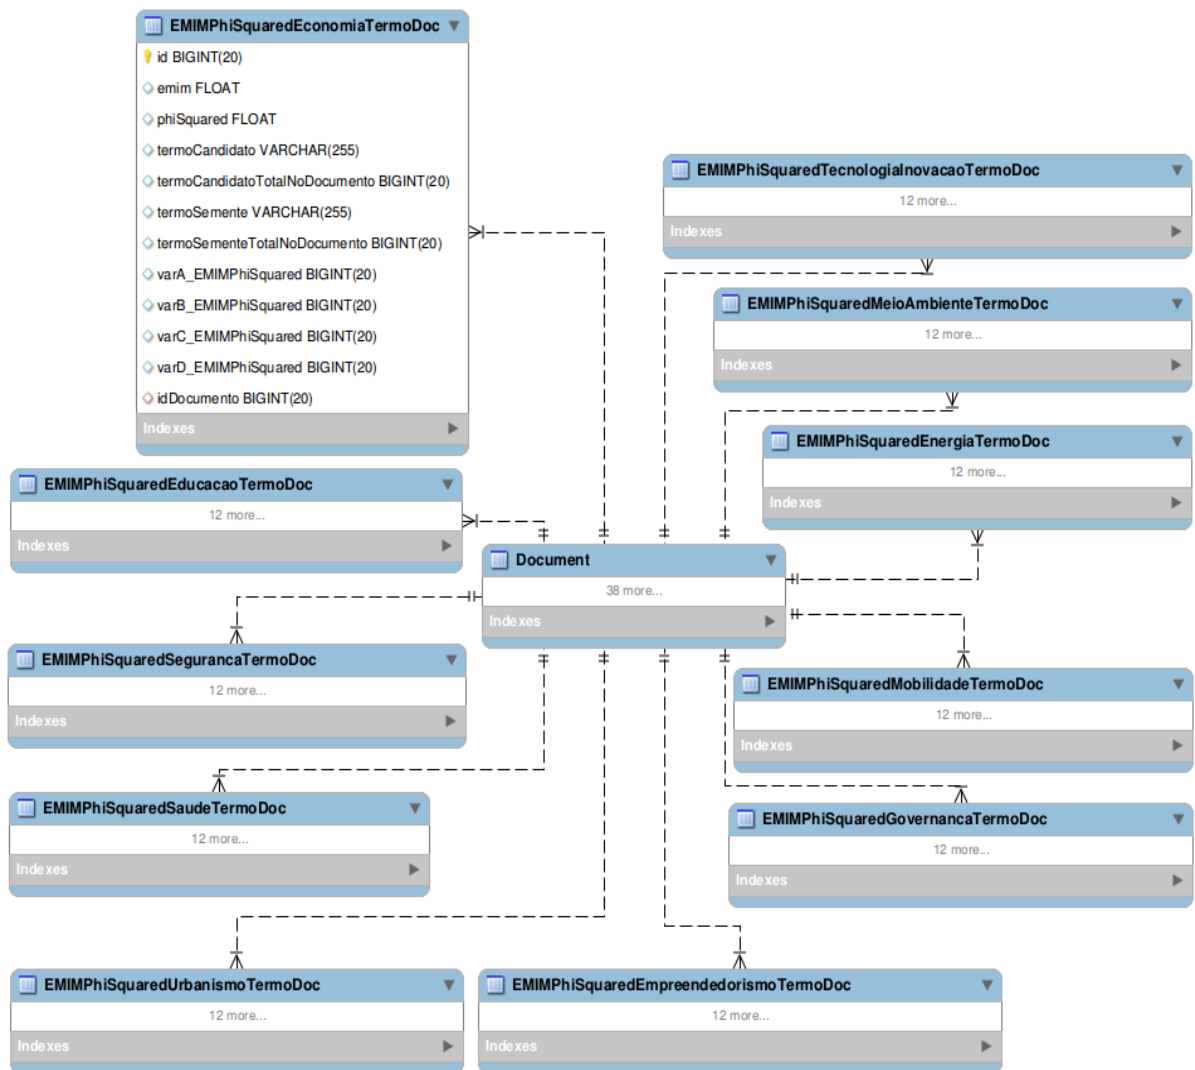 EMIMPhiSquaredEconomiaTermoDoc
id BIGINT(20)
emim FLOAT
phiSquared FLOAT
termoCandidato VARCHAR(255)
termoCandidatoTotalNoDocumento BIGINT(20)
termoSemente VARCHAR(255)
termoSementeTotalNoDocumento BIGINT(20)
varA_EMIMPhiSquared BIGINT(20)
varB_EMIMPhiSquared BIGINT(20)
varC_EMIMPhiSquared BIGINT(20)
varD_EMIMPhiSquared BIGINT(20)
idDocumento BIGINT(20)
Indexes
EMIMPhiSquaredTecnologiaInovacaoTermoDoc
12 more...
Indexes
EMIMPhiSquaredMeioAmbienteTermoDoc
12 more...
Indexes
EMIMPhiSquaredEnergiaTermoDoc
12 more...
Indexes
EMIMPhiSquaredEducacaoTermoDoc
12 more...
Indexes
Document
38 more...
Indexes
EMIMPhiSquaredSegurancaTermoDoc
12 more...
Indexes
EMIMPhiSquaredMobilidadeTermoDoc
12 more...
Indexes
EMIMPhiSquaredSaudeTermoDoc
12 more...
Indexes
EMIMPhiSquaredGovernancaTermoDoc
12 more...
Indexes
EMIMPhiSquaredUrbanismoTermoDoc
12 more...
Indexes
EMIMPhiSquaredEmpreendedorismoTermoDoc
12 more...
Indexes